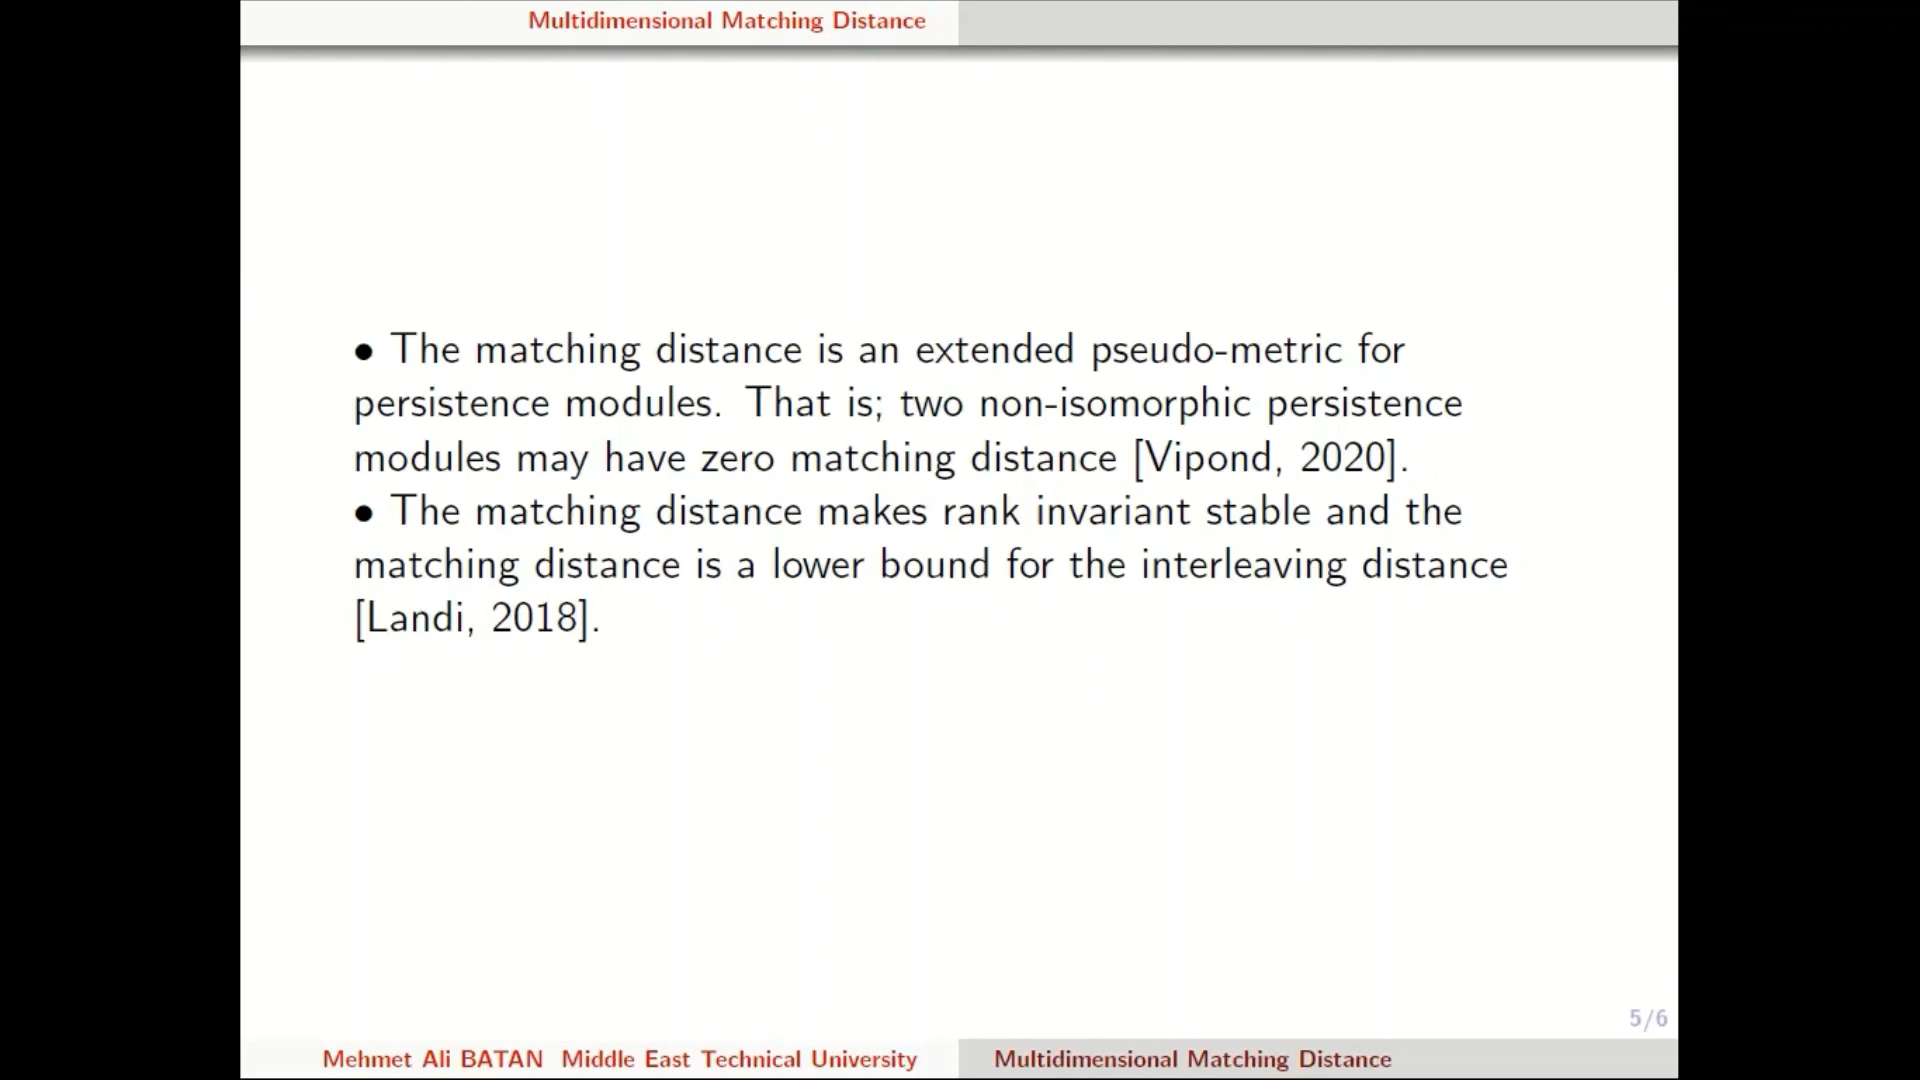 Multidimensional Matching Distance
• The matching distance is an extended pseudo-metric for
persistence modules. That is; two non-isomorphic persistence
modules may have zero matching distance [Vipond, 2020].
• The matching distance makes rank invariant stable and the
matching distance is a lower bound for the interleaving distance
[Landi, 2018].
5/6
Mehmet Ali BATAN Middle East Technical University
Multidimensional Matching Distance